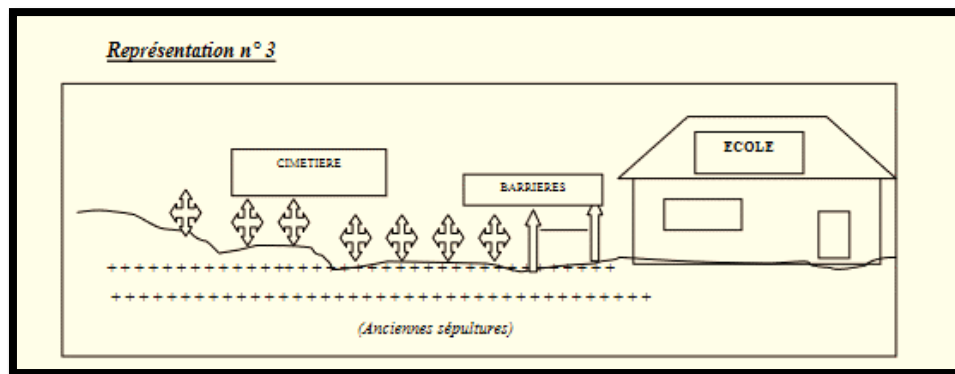 Représentation n° 3
ECOLE
CIMETIERE
BARRIERES
+++++++++++++++++++++++++++++++
+++++++++++++++++++++++++++++++++
(Anciennes sépultures)